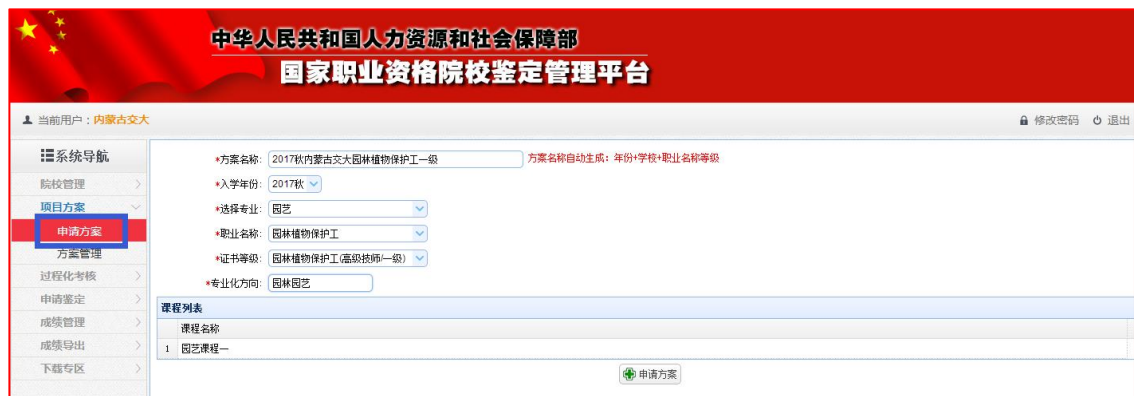 中华人民共和国人力资源和社会保障部
国家职业资格院校鉴定管理平台
当前用户：内蒙古交大
修改密码 退出
系统导航
院校管理
项目方案
申请方案
方案管理
过程化考核
申请鉴定
成绩管理
成绩导出
下载专区
*方案名称: 2017秋内蒙古交大园林植物保护工一级 方案名称自动生成：年份+学校+职业名称等级
*入学年份: 2017秋
*选择专业: 园艺
*职业名称: 园林植物保护工
*证书等级: 园林植物保护工(高级技师/一级)
*专业化方向: 园林园艺
课程列表
课程名称
1 园艺课程一
申请方案